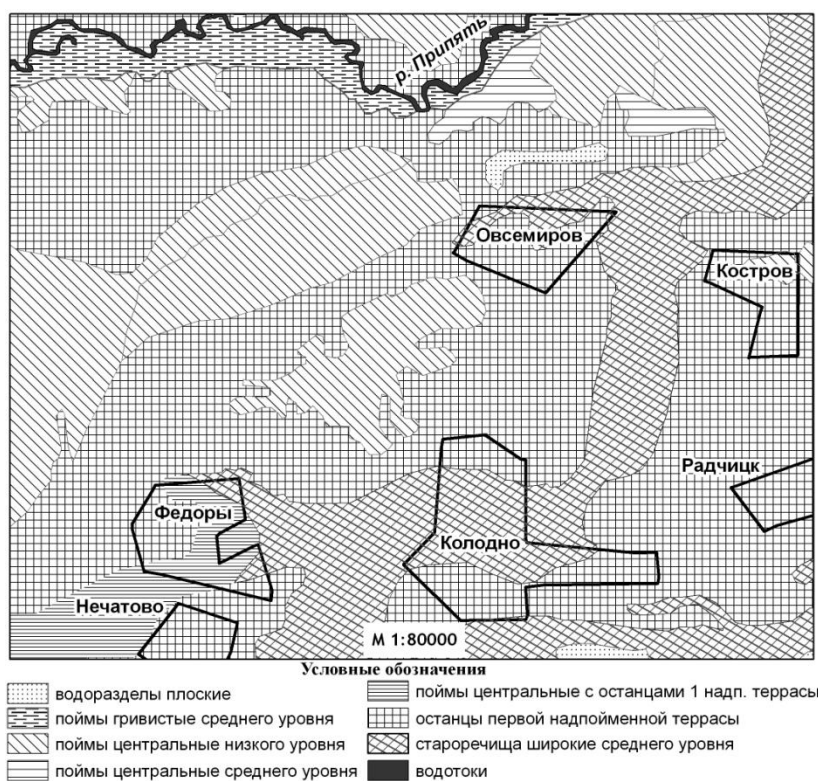 р. Припять
Овсемиров
Костров
Радчицк
Федоры
Колодно
Нечатово
М 1:80000
Условные обозначения
водоразделы плоские
поймы гривистые среднего уровня
поймы центральные низкого уровня
поймы центральные среднего уровня
поймы центральные с останцами 1 надп. террасы
останцы первой надпойменной террасы
староречища широкие среднего уровня
водотоки